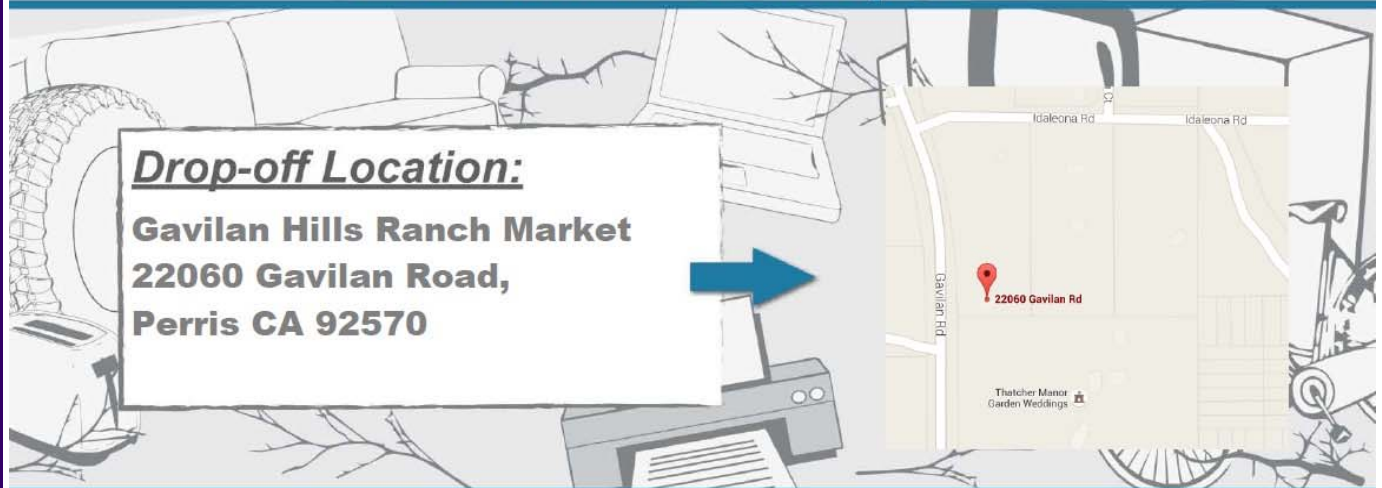 Drop-off Location:
Gavilan Hills Ranch Market
22060 Gavilan Road,
Perris CA 92570
Ct
Idaleona Rd
Idaleona Rd
Gavilan Rd
22060 Gavilan Rd
Thatcher Manor
Garden Weddings